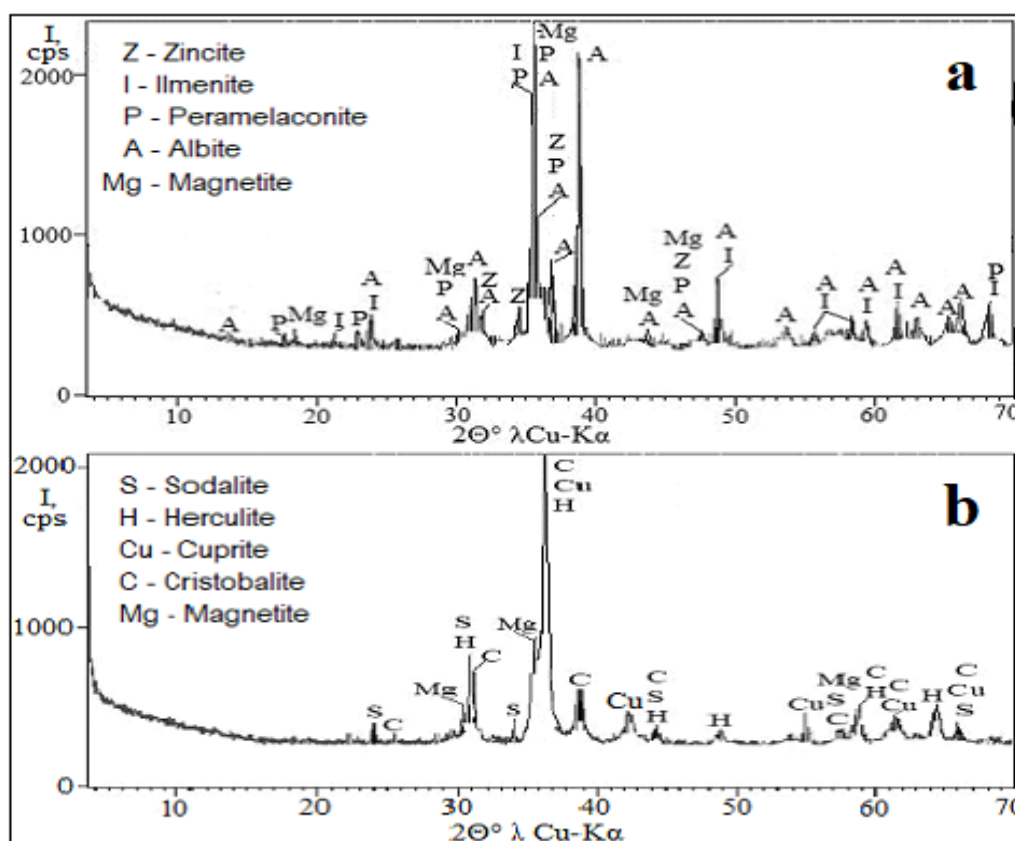 I,
cps
2000
1000
0
Z - Zincite
I - Ilmenite
P - Peramelaconite
A - Albite
Mg - Magnetite
a
I
P
-Mg
P
A
A
Z
P
A
A
Mg
P
A
A
Z
A
Z
A
I
A
P
Mg
I
P
Mg
A
Mg
Z
P
A
A
I
A
A
I
A
I
A
I
A
A
A
P
I
10
20
30
40
50
60
70
2Θ° λCu-Kα
2000
I,
cps
1000
0
S - Sodalite
H - Herculite
Cu - Cuprite
C - Cristobalite
Mg - Magnetite
b
C
Cu
H
S
H
C
Mg
Mg
S
C
S
C
Cu
C
S
H
H
Cu
Mg
S
C
C
H
C
Cu
H
C
Cu
S
10
20
30
40
50
60
70
2Θ° λ Cu-Kα